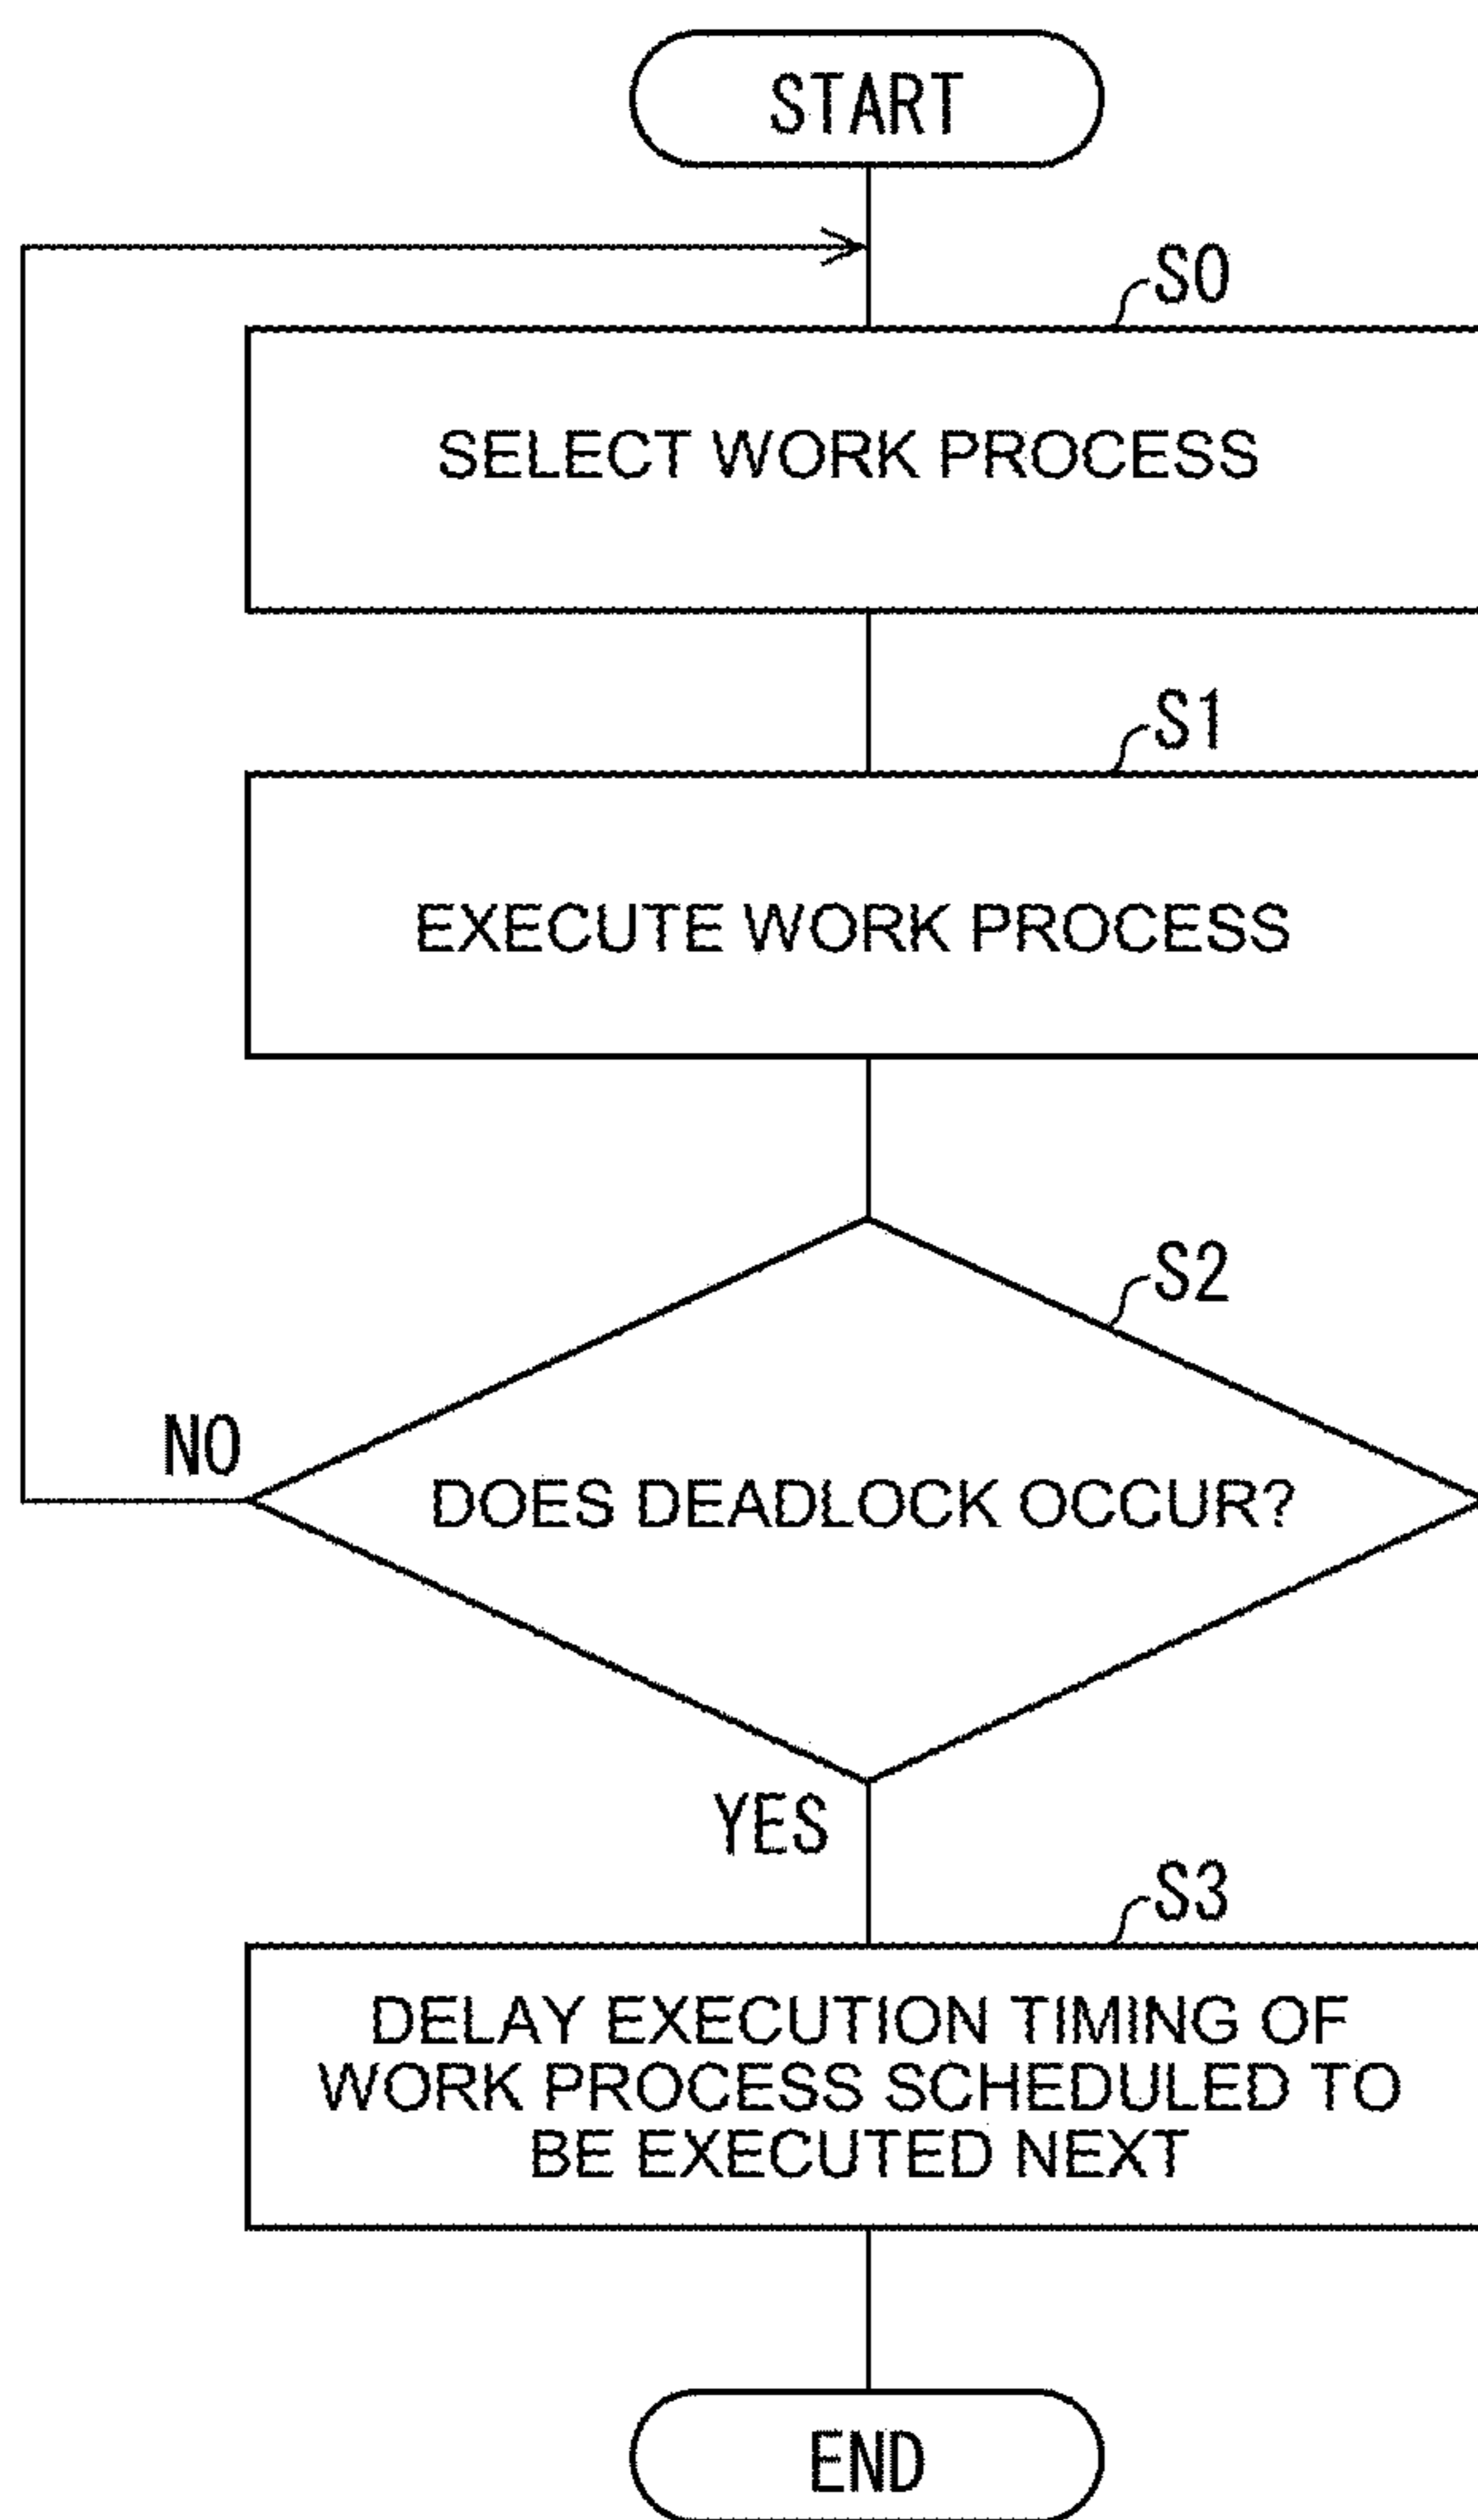 START
S0
SELECT WORK PROCESS
S1
EXECUTE WORK PROCESS
S2
NO
DOES DEADLOCK OCCUR?
YES
S3
DELAY EXECUTION TIMING OF
WORK PROCESS SCHEDULED TO
BE EXECUTED NEXT
END